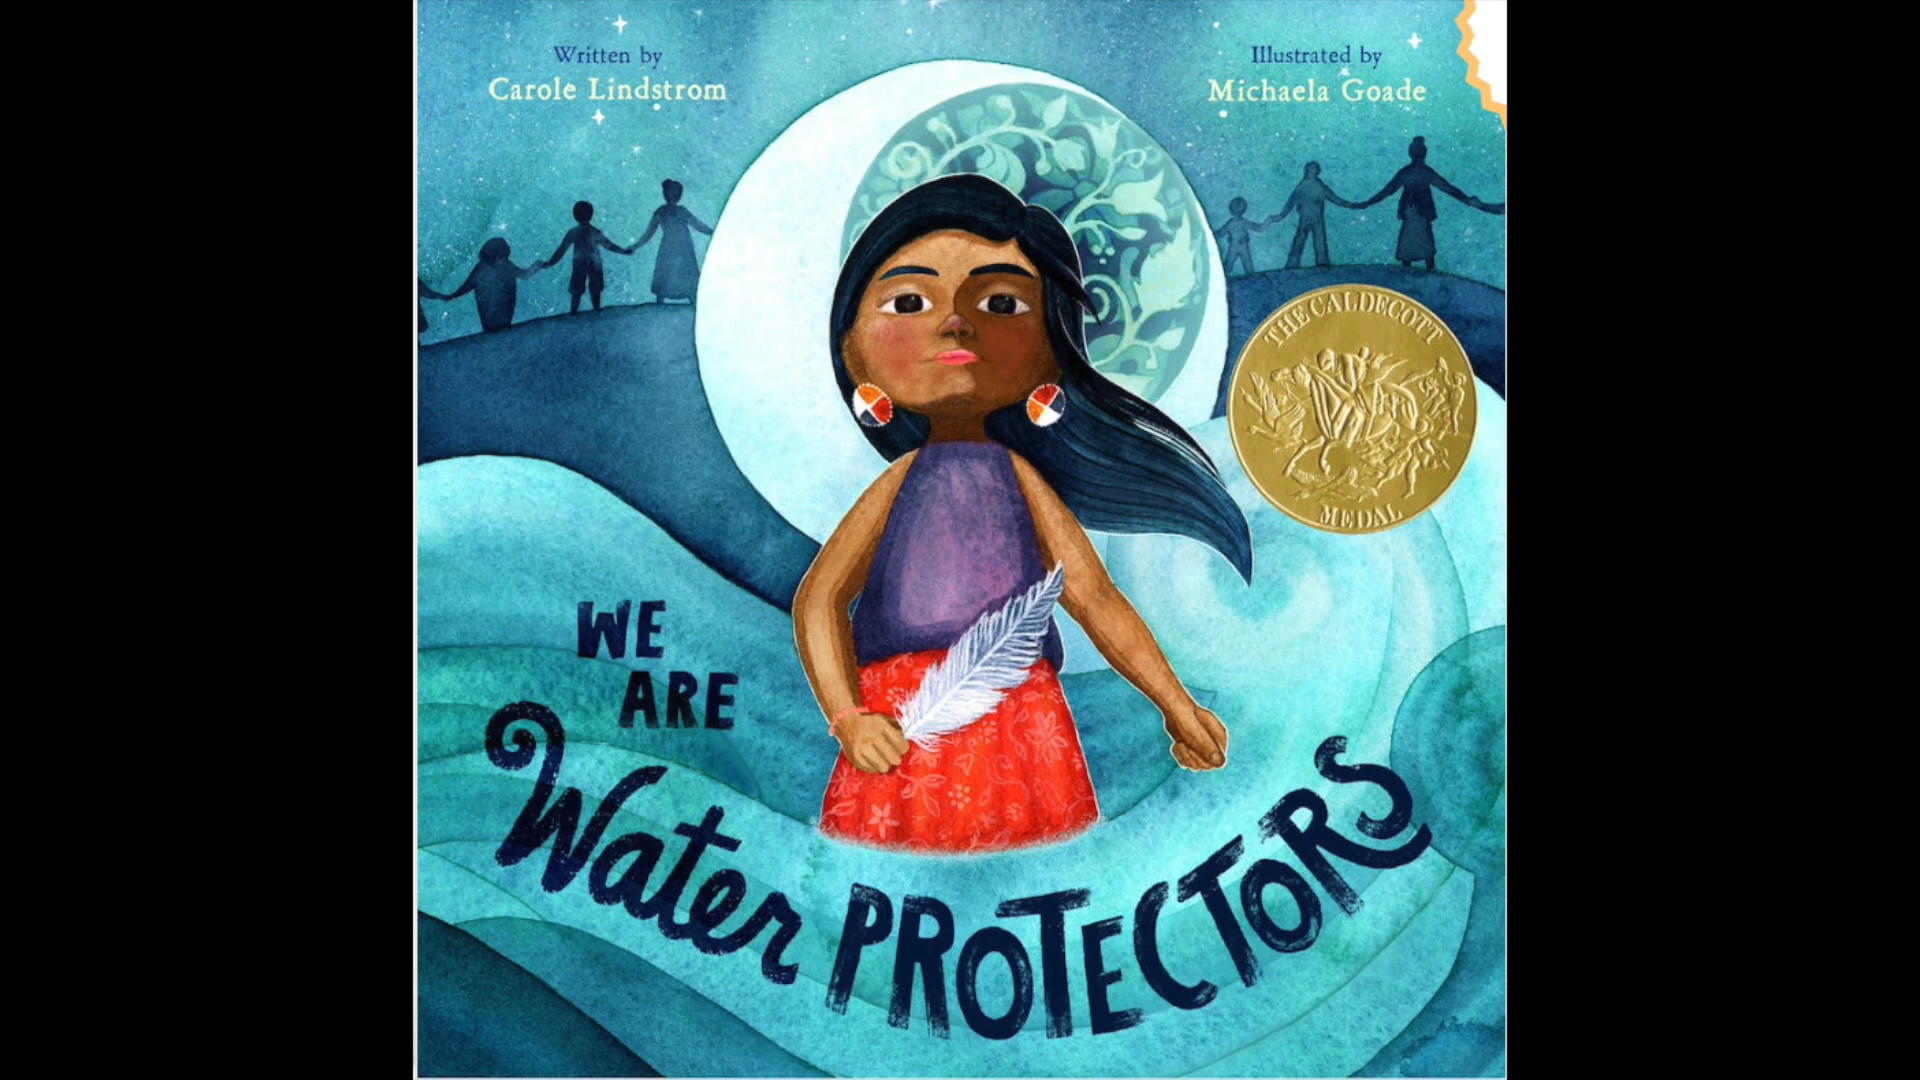 Written by
Carole Lindstrom
Illustrated by
Michaela Goade
THE CALDECOTT
MEDAL
WE
ARE
Water PROTECTORS